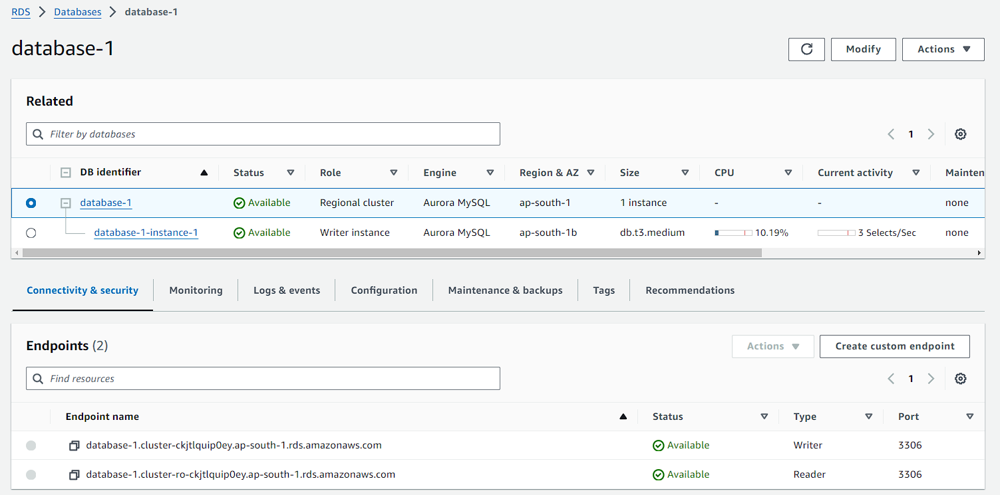 RDS > Databases > database-1
database-1
Modify
Actions
Related
Filter by databases
1
DB identifier Status Role Engine Region & AZ Size CPU Current activity Mainten
database-1 Available Regional cluster Aurora MySQL ap-south-1 1 instance - - none
database-1-instance-1 Available Writer instance Aurora MySQL ap-south-1b db.t3.medium 10.19% 3 Selects/Sec none
Connectivity & security Monitoring Logs & events Configuration Maintenance & backups Tags Recommendations
Endpoints (2)
Actions
Create custom endpoint
Find resources
1
Endpoint name Status Type Port
database-1.cluster-ckjtlquip0ey.ap-south-1.rds.amazonaws.com Available Writer 3306
database-1.cluster-ro-ckjtlquip0ey.ap-south-1.rds.amazonaws.com Available Reader 3306